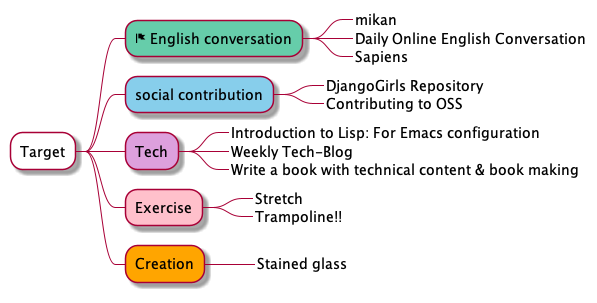 Target
English conversation
mikan
Daily Online English Conversation
Sapiens
social contribution
DjangoGirls Repository
Contributing to OSS
Tech
Introduction to Lisp: For Emacs configuration
Weekly Tech-Blog
Write a book with technical content & book making
Exercise
Stretch
Trampoline!!
Creation
Stained glass